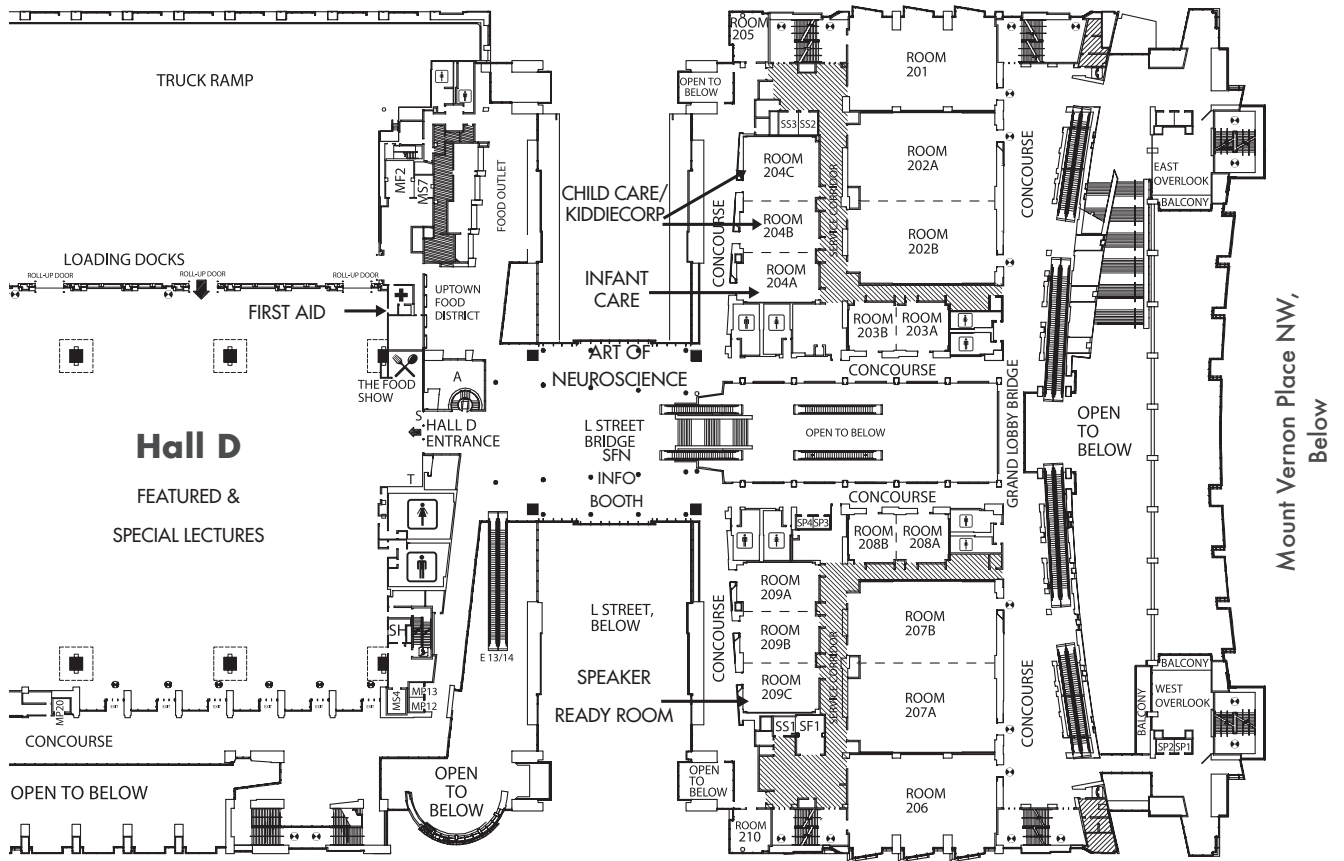 TRUCK RAMP
LOADING DOCKS
ROLL-UP DOOR
ROLL-UP DOOR
ROLL-UP DOOR
FIRST AID
Hall D
FEATURED &
SPECIAL LECTURES
CONCOURSE
OPEN TO BELOW
MP20
EXIT
EXIT
EXIT
EXIT
EXIT
MF2
MS7
FOOD OUTLET
UPTOWN
FOOD
DISTRICT
THE FOOD
SHOW
A
S
HALL D
ENTRANCE
T
SH
MS4
MP13
MP12
E 13/14
OPEN
TO
BELOW
CHILD CARE/
KIDDIECORP
INFANT
CARE
ART OF
NEUROSCIENCE
L STREET
BRIDGE
SFN
INFO
BOOTH
L STREET,
BELOW
SPEAKER
READY ROOM
ROOM
205
OPEN TO
BELOW
SS3
SS2
CONCOURSE
ROOM
204C
ROOM
204B
ROOM
204A
SERVICE CORRIDOR
ROOM
201
ROOM
202A
ROOM
202B
ROOM
203B
ROOM
203A
CONCOURSE
OPEN TO BELOW
CONCOURSE
SP4
SP3
ROOM
208B
ROOM
208A
CONCOURSE
ROOM
209A
ROOM
209B
ROOM
209C
SERVICE CORRIDOR
ROOM
207B
ROOM
207A
SS1
SF1
OPEN
TO
BELOW
ROOM
210
ROOM
206
CONCOURSE
GRAND LOBBY BRIDGE
CONCOURSE
EAST
OVERLOOK
BALCONY
OPEN
TO
BELOW
BALCONY
BALCONY
WEST
OVERLOOK
SP2
SP1
Mount Vernon Place NW,
Below